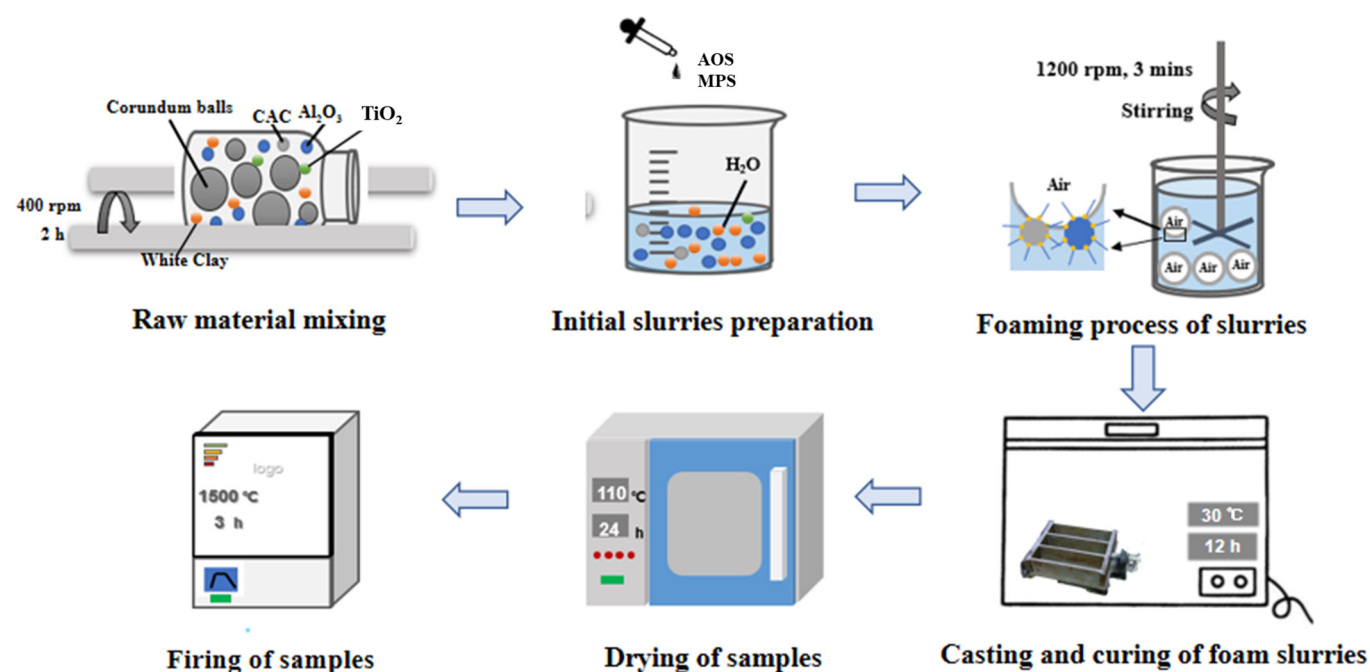 Corundum balls
CAC
Al₂O₃
TiO₂
400 rpm
2 h
White Clay
Raw material mixing
AOS
MPS
H₂O
Initial slurries preparation
1200 rpm, 3 mins
Stirring
Air
Air
Air
Air
Air
Foaming process of slurries
logo
1500 ℃
3 h
Firing of samples
110 ℃
24 h
Drying of samples
30 ℃
12 h
Casting and curing of foam slurries